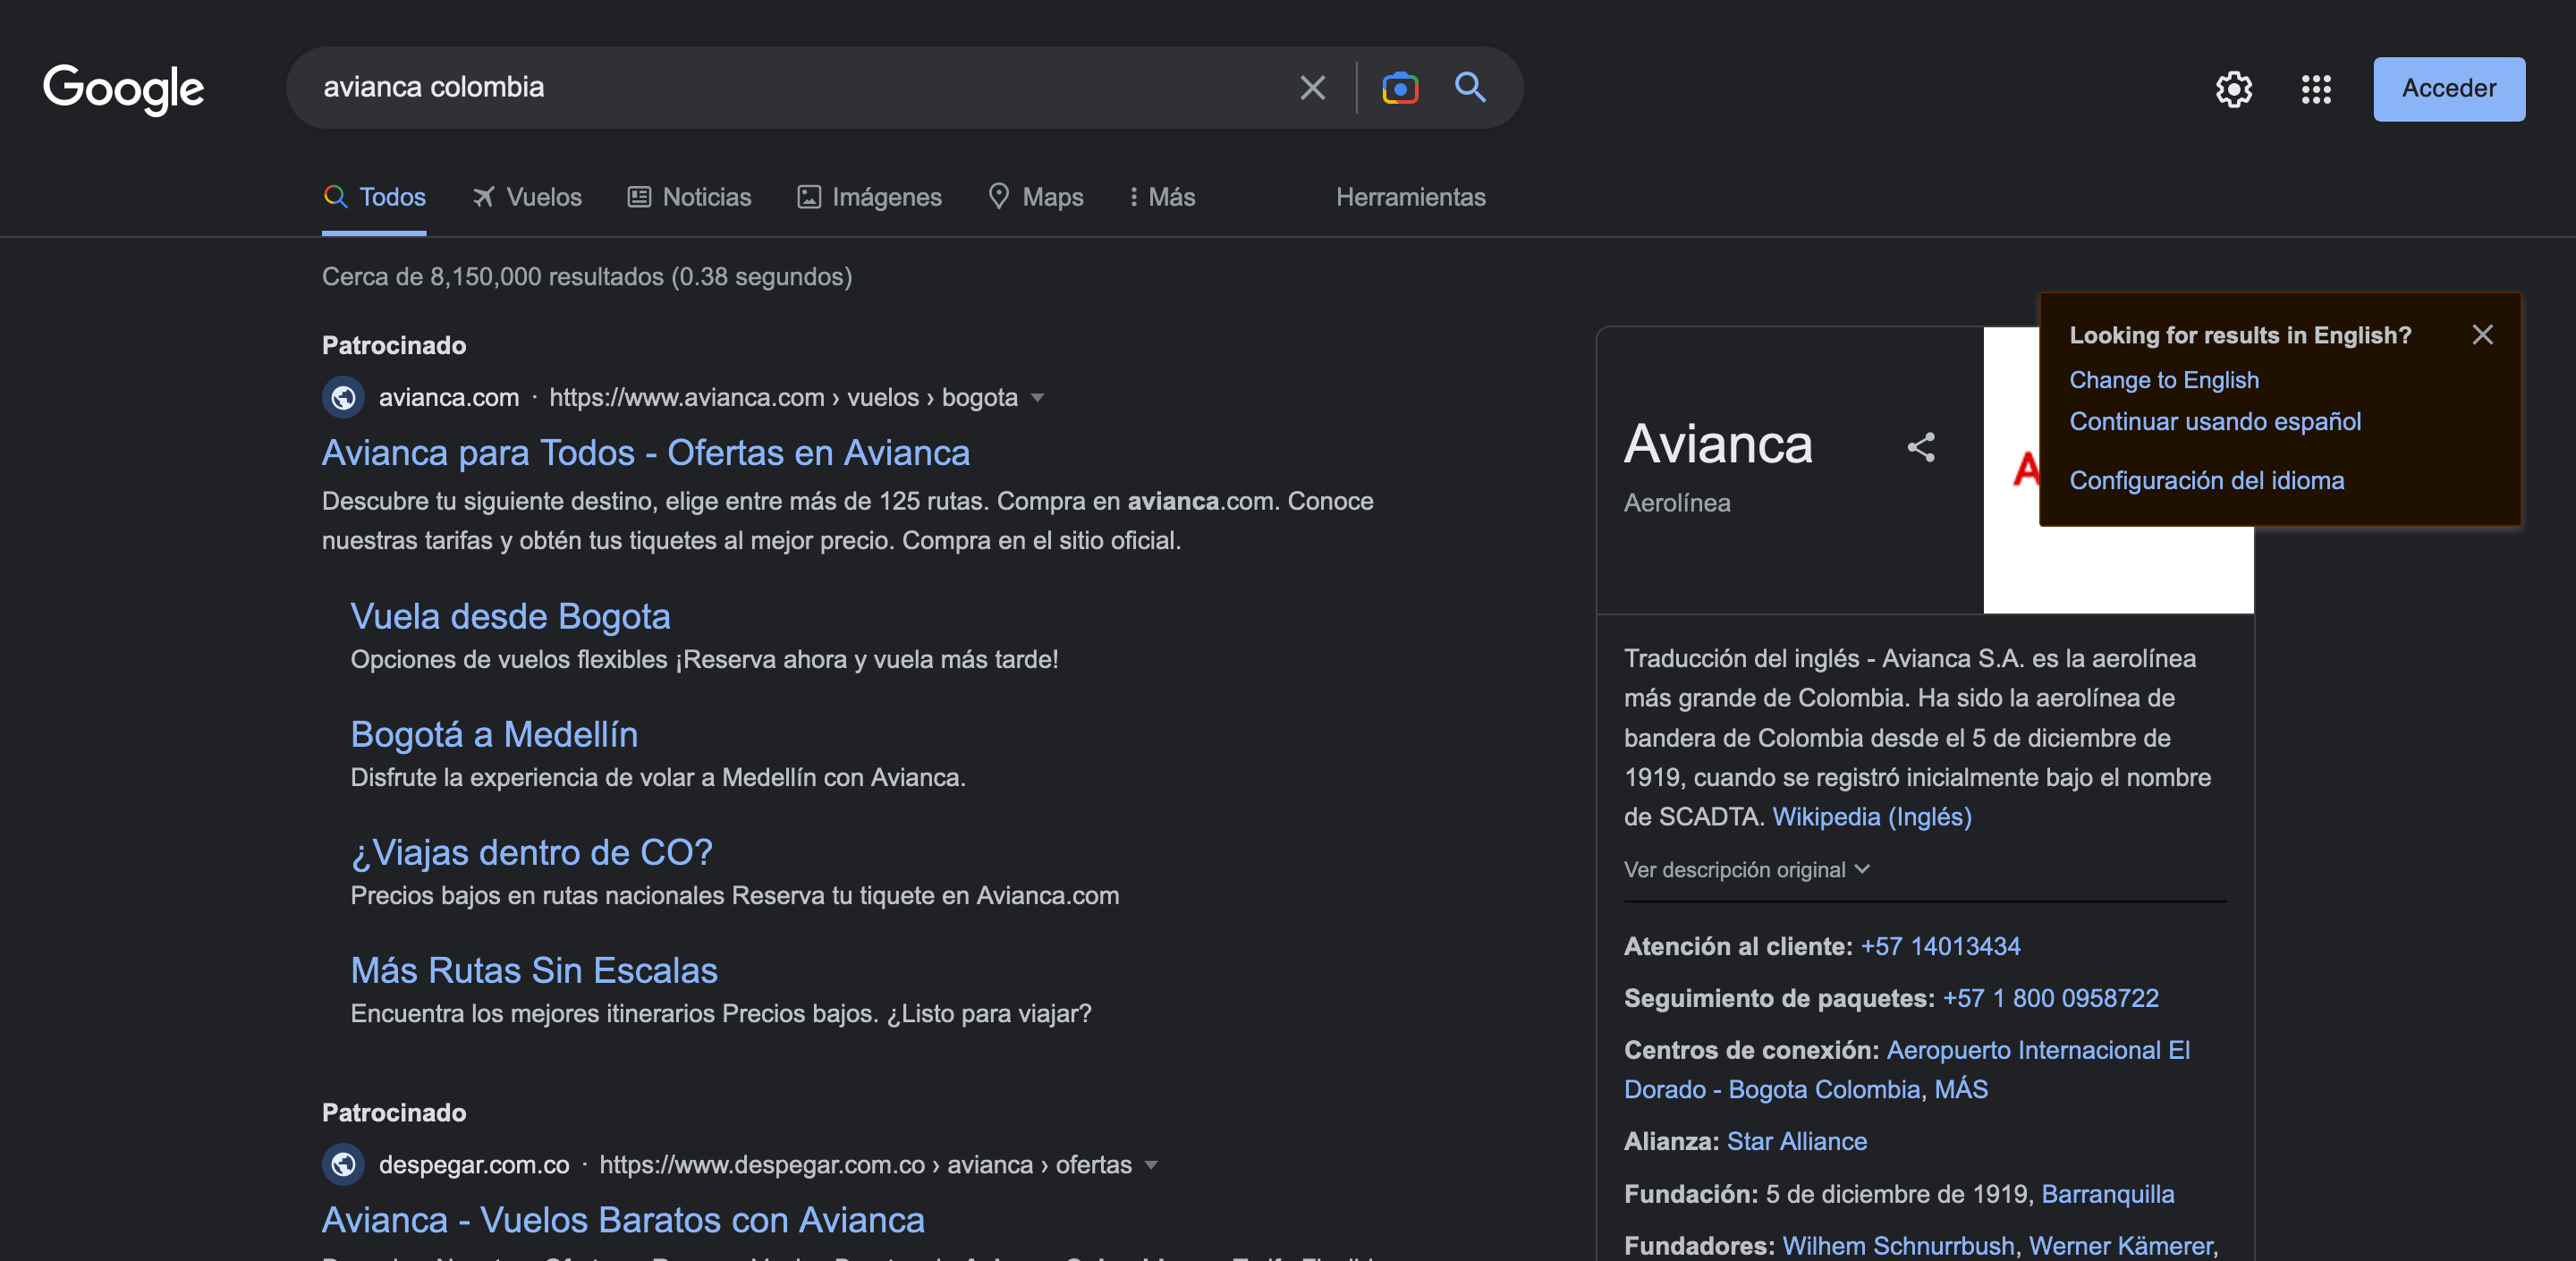 Google
avianca colombia
Acceder
Todos
Vuelos
Noticias
Imágenes
Maps
Más
Herramientas
Cerca de 8,150,000 resultados (0.38 segundos)
Patrocinado
avianca.com · https://www.avianca.com › vuelos › bogota
Avianca para Todos - Ofertas en Avianca
Descubre tu siguiente destino, elige entre más de 125 rutas. Compra en avianca.com. Conoce
nuestras tarifas y obtén tus tiquetes al mejor precio. Compra en el sitio oficial.
Vuela desde Bogota
Opciones de vuelos flexibles ¡Reserva ahora y vuela más tarde!
Bogotá a Medellín
Disfrute la experiencia de volar a Medellín con Avianca.
¿Viajas dentro de CO?
Precios bajos en rutas nacionales Reserva tu tiquete en Avianca.com
Más Rutas Sin Escalas
Encuentra los mejores itinerarios Precios bajos. ¿Listo para viajar?
Patrocinado
despegar.com.co · https://www.despegar.com.co › avianca › ofertas
Avianca - Vuelos Baratos con Avianca
Looking for results in English?
Change to English
Continuar usando español
Configuración del idioma
Avianca
Aerolínea
A
Traducción del inglés - Avianca S.A. es la aerolínea
más grande de Colombia. Ha sido la aerolínea de
bandera de Colombia desde el 5 de diciembre de
1919, cuando se registró inicialmente bajo el nombre
de SCADTA. Wikipedia (Inglés)
Ver descripción original
Atención al cliente: +57 14013434
Seguimiento de paquetes: +57 1 800 0958722
Centros de conexión: Aeropuerto Internacional El
Dorado - Bogota Colombia, MÁS
Alianza: Star Alliance
Fundación: 5 de diciembre de 1919, Barranquilla
Fundadores: Wilhem Schnurrbush, Werner Kämerer,